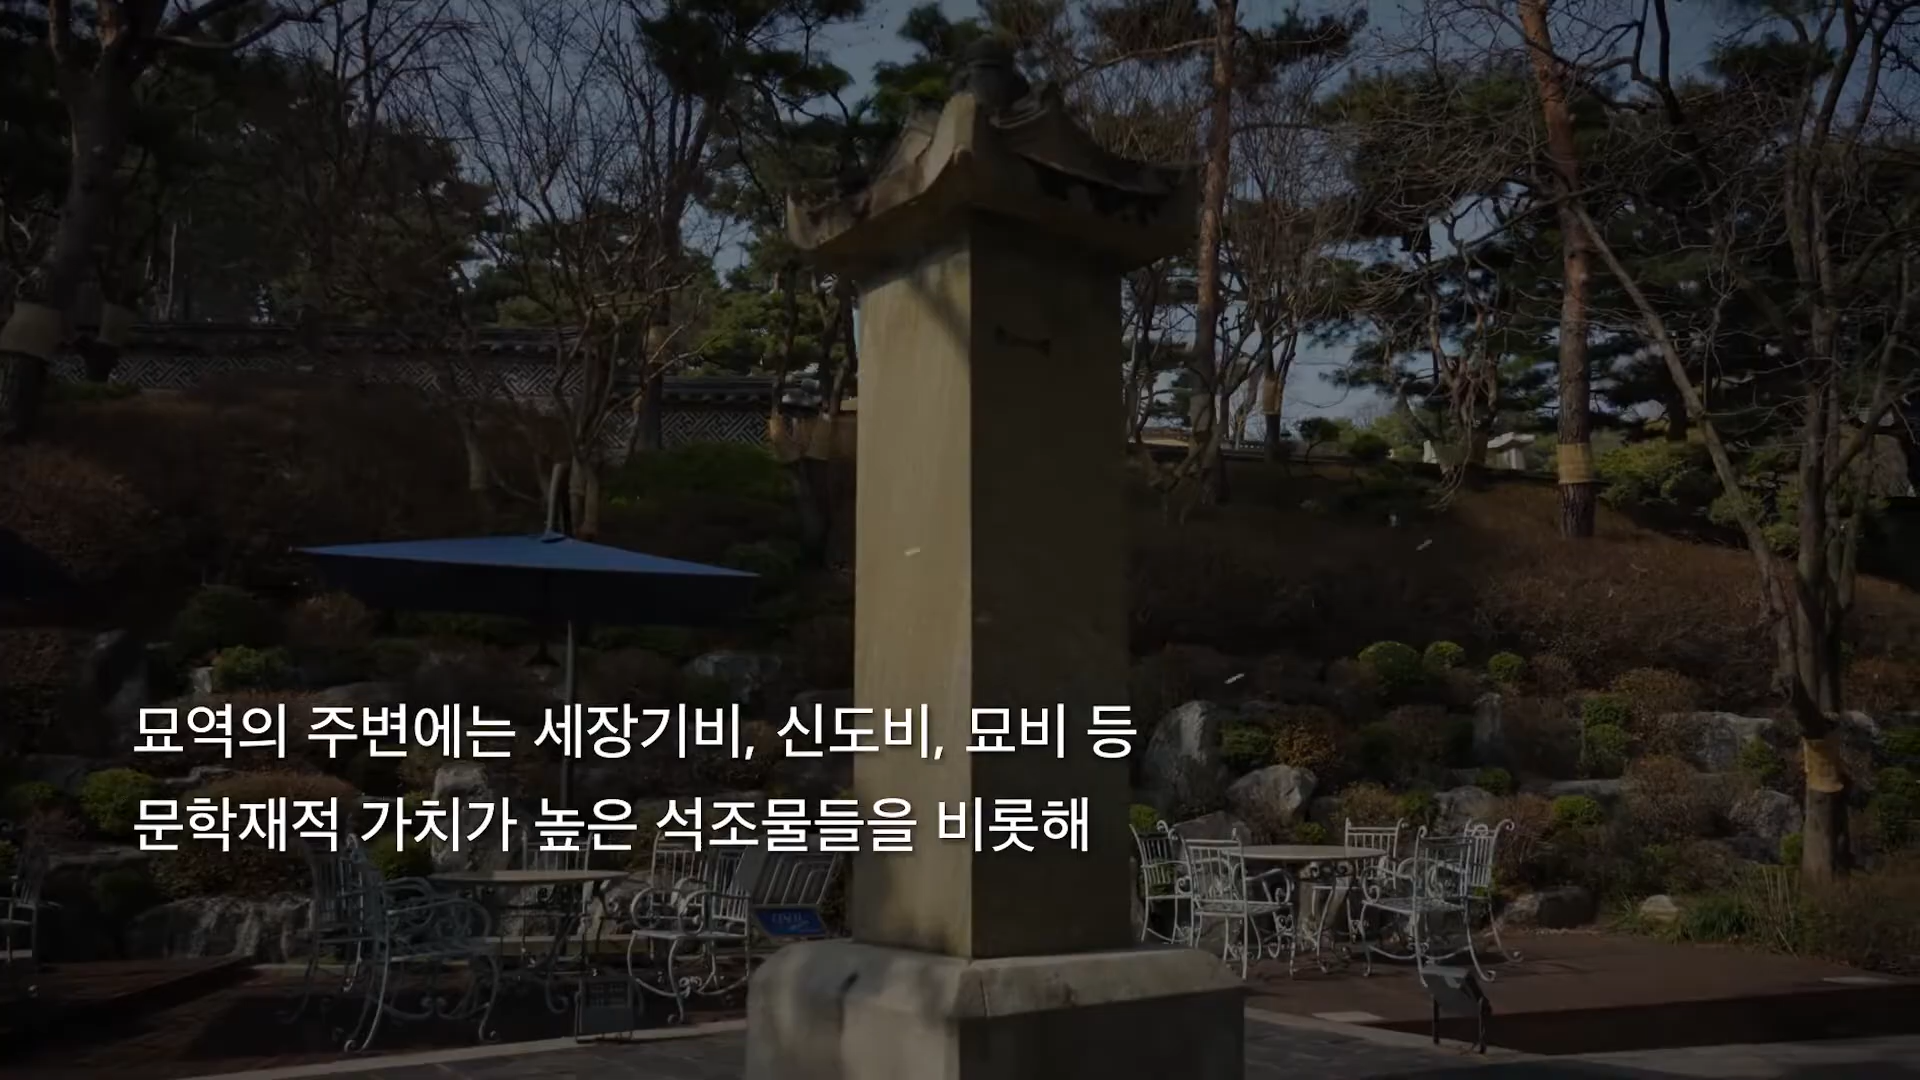 묘역의 주변에는 세장기비, 신도비, 묘비 등
문학재적 가치가 높은 석조물들을 비롯해